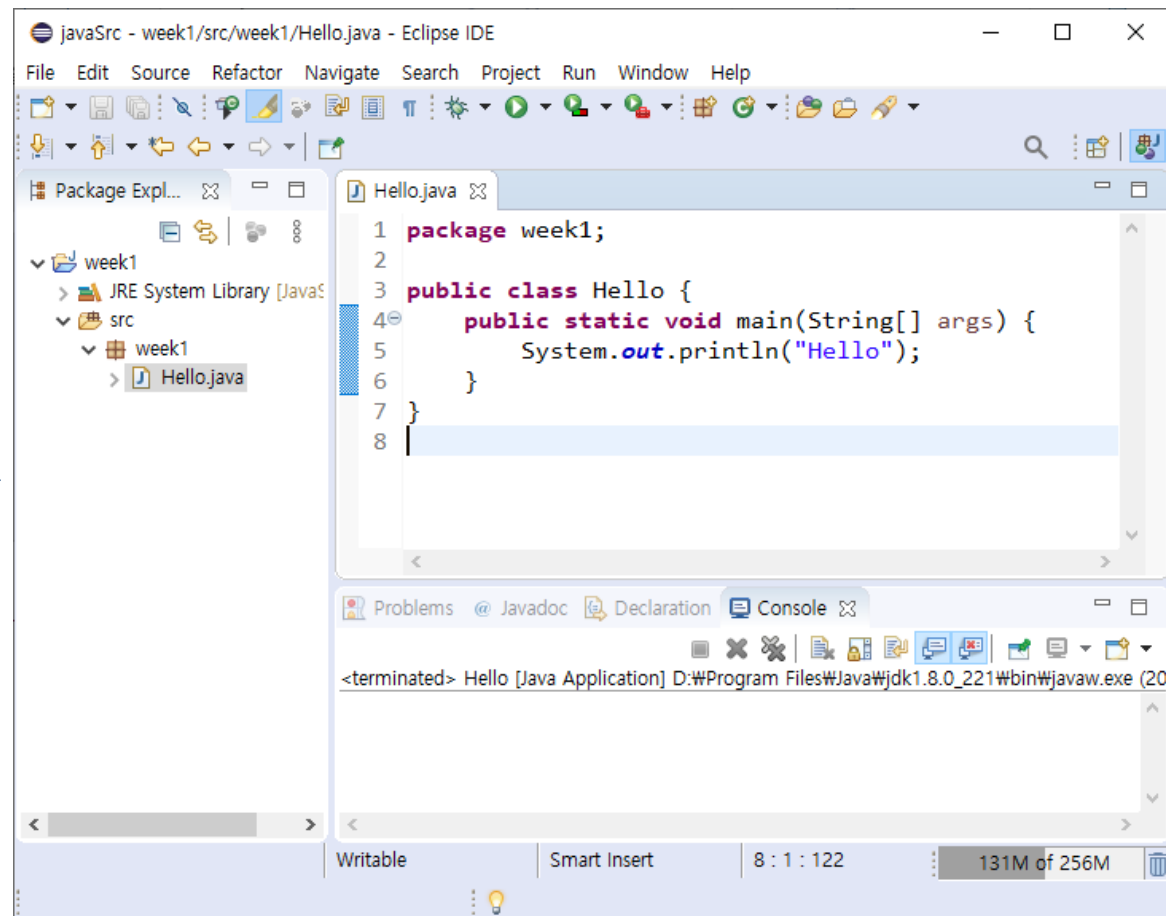 javaSrc - week1/src/week1/Hello.java - Eclipse IDE
File Edit Source Refactor Navigate Search Project Run Window Help
Package Expl...
week1
JRE System Library [JavaS
src
week1
Hello.java
Hello.java
1 package week1;
2
3 public class Hello {
4 public static void main(String[] args) {
5 System.out.println("Hello");
6 }
7 }
8
Problems @ Javadoc Declaration Console
<terminated> Hello [Java Application] D:₩Program Files₩Java₩jdk1.8.0_221₩bin₩javaw.exe (20
Writable Smart Insert 8 : 1 : 122 131M of 256M